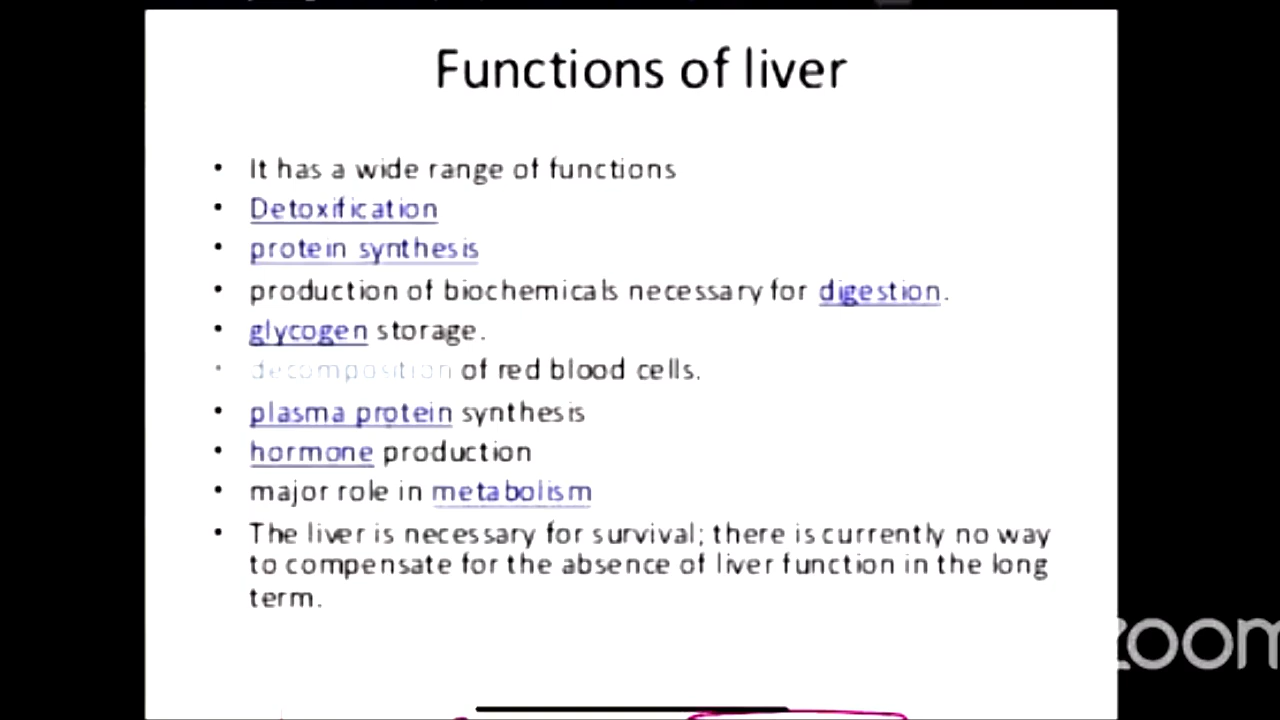 Functions of liver
• It has a wide range of functions
• Detoxification
• protein synthesis
• production of biochemicals necessary for digestion.
• glycogen storage.
• decomposition of red blood cells.
• plasma protein synthesis
• hormone production
• major role in metabolism
• The liver is necessary for survival; there is currently no way
to compensate for the absence of liver function in the long
term.
zoom